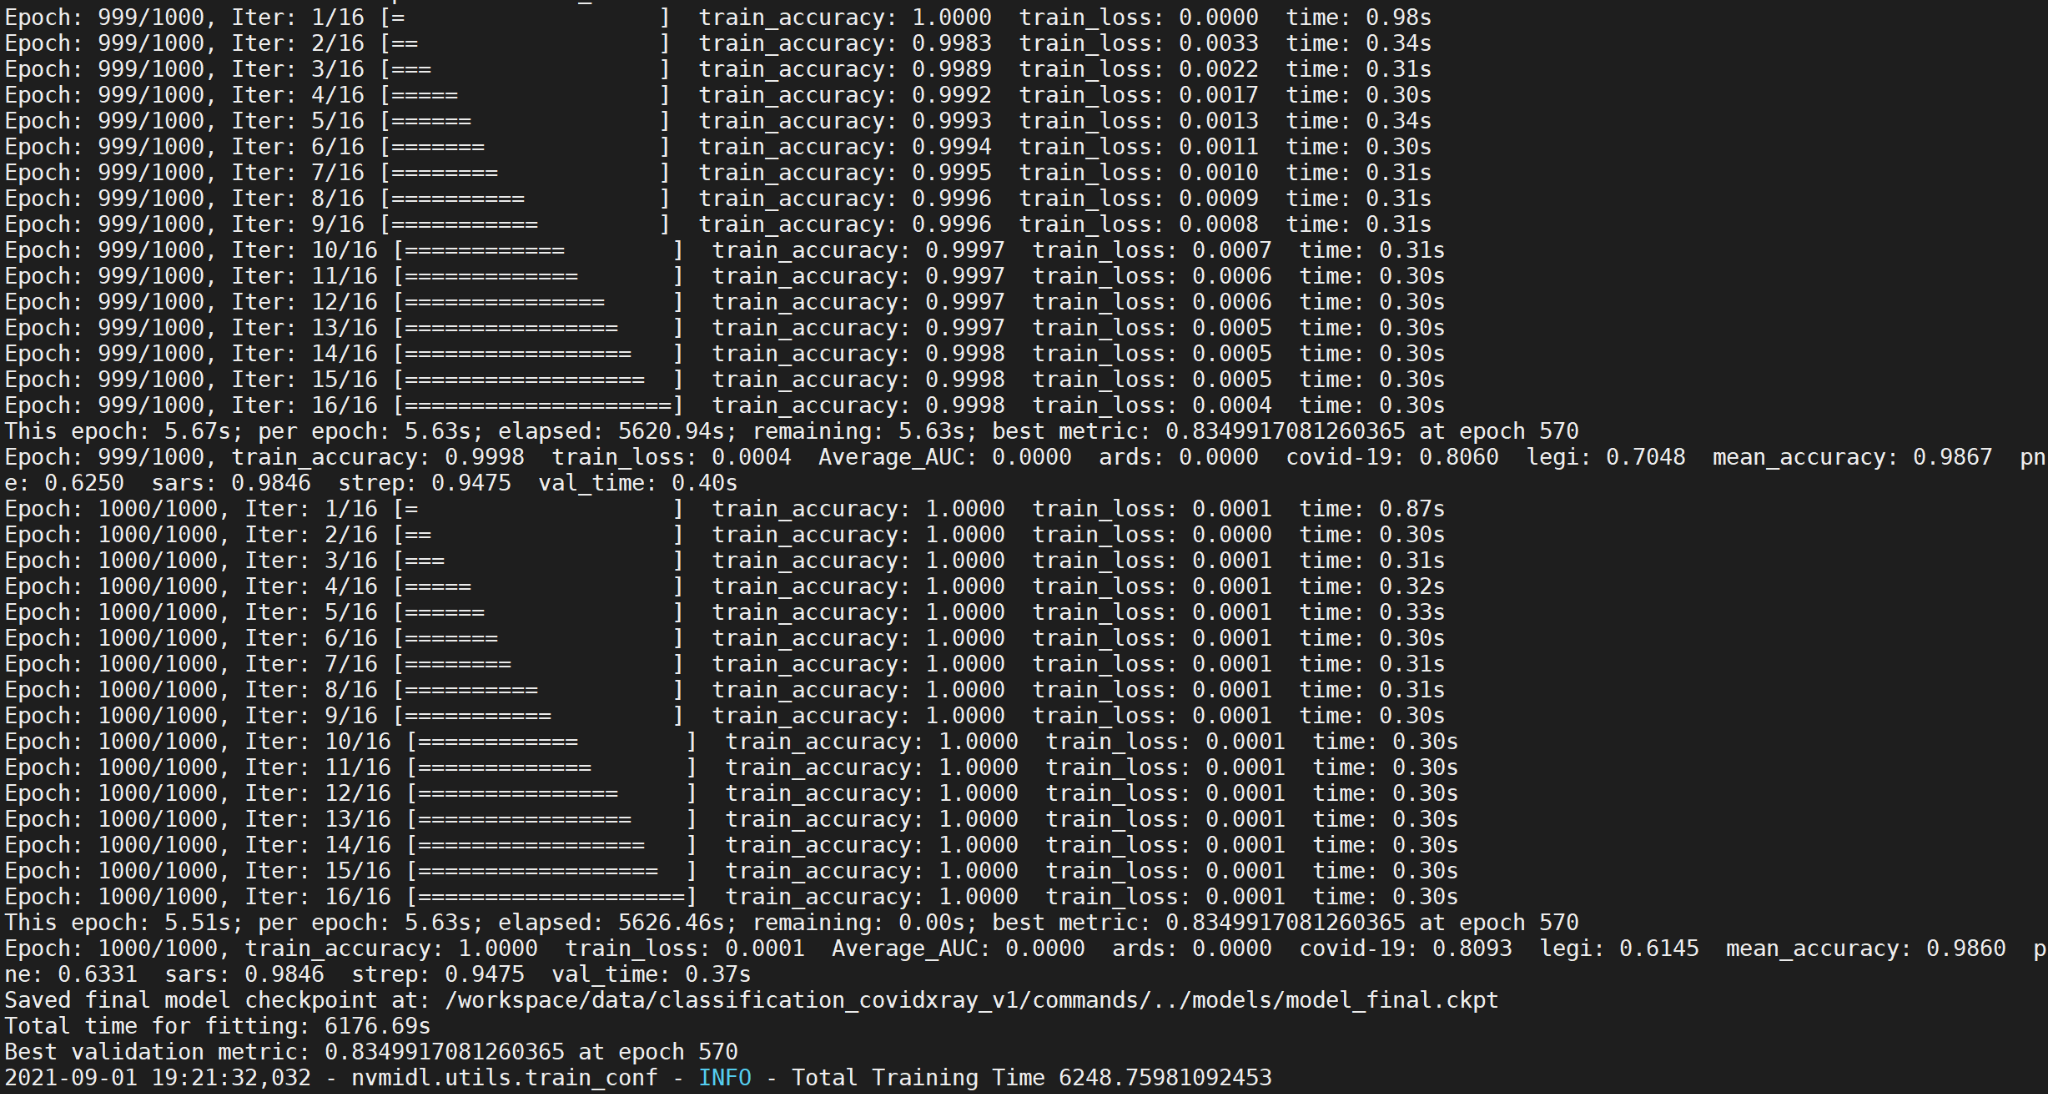 Epoch: 999/1000, Iter: 1/16 [=                   ]  train_accuracy: 1.0000  train_loss: 0.0000  time: 0.98s
Epoch: 999/1000, Iter: 2/16 [==                  ]  train_accuracy: 0.9983  train_loss: 0.0033  time: 0.34s
Epoch: 999/1000, Iter: 3/16 [===                 ]  train_accuracy: 0.9989  train_loss: 0.0022  time: 0.31s
Epoch: 999/1000, Iter: 4/16 [=====               ]  train_accuracy: 0.9992  train_loss: 0.0017  time: 0.30s
Epoch: 999/1000, Iter: 5/16 [======              ]  train_accuracy: 0.9993  train_loss: 0.0013  time: 0.34s
Epoch: 999/1000, Iter: 6/16 [=======             ]  train_accuracy: 0.9994  train_loss: 0.0011  time: 0.30s
Epoch: 999/1000, Iter: 7/16 [========            ]  train_accuracy: 0.9995  train_loss: 0.0010  time: 0.31s
Epoch: 999/1000, Iter: 8/16 [==========          ]  train_accuracy: 0.9996  train_loss: 0.0009  time: 0.31s
Epoch: 999/1000, Iter: 9/16 [===========         ]  train_accuracy: 0.9996  train_loss: 0.0008  time: 0.31s
Epoch: 999/1000, Iter: 10/16 [============        ]  train_accuracy: 0.9997  train_loss: 0.0007  time: 0.31s
Epoch: 999/1000, Iter: 11/16 [=============       ]  train_accuracy: 0.9997  train_loss: 0.0006  time: 0.30s
Epoch: 999/1000, Iter: 12/16 [===============     ]  train_accuracy: 0.9997  train_loss: 0.0006  time: 0.30s
Epoch: 999/1000, Iter: 13/16 [================    ]  train_accuracy: 0.9997  train_loss: 0.0005  time: 0.30s
Epoch: 999/1000, Iter: 14/16 [=================   ]  train_accuracy: 0.9998  train_loss: 0.0005  time: 0.30s
Epoch: 999/1000, Iter: 15/16 [==================  ]  train_accuracy: 0.9998  train_loss: 0.0005  time: 0.30s
Epoch: 999/1000, Iter: 16/16 [====================]  train_accuracy: 0.9998  train_loss: 0.0004  time: 0.30s
This epoch: 5.67s; per epoch: 5.63s; elapsed: 5620.94s; remaining: 5.63s; best metric: 0.8349917081260365 at epoch 570
Epoch: 999/1000, train_accuracy: 0.9998  train_loss: 0.0004  Average_AUC: 0.0000  ards: 0.0000  covid-19: 0.8060  legi: 0.7048  mean_accuracy: 0.9867  pn
e: 0.6250  sars: 0.9846  strep: 0.9475  val_time: 0.40s
Epoch: 1000/1000, Iter: 1/16 [=                   ]  train_accuracy: 1.0000  train_loss: 0.0001  time: 0.87s
Epoch: 1000/1000, Iter: 2/16 [==                  ]  train_accuracy: 1.0000  train_loss: 0.0000  time: 0.30s
Epoch: 1000/1000, Iter: 3/16 [===                 ]  train_accuracy: 1.0000  train_loss: 0.0001  time: 0.31s
Epoch: 1000/1000, Iter: 4/16 [=====               ]  train_accuracy: 1.0000  train_loss: 0.0001  time: 0.32s
Epoch: 1000/1000, Iter: 5/16 [======              ]  train_accuracy: 1.0000  train_loss: 0.0001  time: 0.33s
Epoch: 1000/1000, Iter: 6/16 [=======             ]  train_accuracy: 1.0000  train_loss: 0.0001  time: 0.30s
Epoch: 1000/1000, Iter: 7/16 [========            ]  train_accuracy: 1.0000  train_loss: 0.0001  time: 0.31s
Epoch: 1000/1000, Iter: 8/16 [==========          ]  train_accuracy: 1.0000  train_loss: 0.0001  time: 0.31s
Epoch: 1000/1000, Iter: 9/16 [===========         ]  train_accuracy: 1.0000  train_loss: 0.0001  time: 0.30s
Epoch: 1000/1000, Iter: 10/16 [============        ]  train_accuracy: 1.0000  train_loss: 0.0001  time: 0.30s
Epoch: 1000/1000, Iter: 11/16 [=============       ]  train_accuracy: 1.0000  train_loss: 0.0001  time: 0.30s
Epoch: 1000/1000, Iter: 12/16 [===============     ]  train_accuracy: 1.0000  train_loss: 0.0001  time: 0.30s
Epoch: 1000/1000, Iter: 13/16 [================    ]  train_accuracy: 1.0000  train_loss: 0.0001  time: 0.30s
Epoch: 1000/1000, Iter: 14/16 [=================   ]  train_accuracy: 1.0000  train_loss: 0.0001  time: 0.30s
Epoch: 1000/1000, Iter: 15/16 [==================  ]  train_accuracy: 1.0000  train_loss: 0.0001  time: 0.30s
Epoch: 1000/1000, Iter: 16/16 [====================]  train_accuracy: 1.0000  train_loss: 0.0001  time: 0.30s
This epoch: 5.51s; per epoch: 5.63s; elapsed: 5626.46s; remaining: 0.00s; best metric: 0.8349917081260365 at epoch 570
Epoch: 1000/1000, train_accuracy: 1.0000  train_loss: 0.0001  Average_AUC: 0.0000  ards: 0.0000  covid-19: 0.8093  legi: 0.6145  mean_accuracy: 0.9860  p
ne: 0.6331  sars: 0.9846  strep: 0.9475  val_time: 0.37s
Saved final model checkpoint at: /workspace/data/classification_covidxray_v1/commands/../models/model_final.ckpt
Total time for fitting: 6176.69s
Best validation metric: 0.8349917081260365 at epoch 570
2021-09-01 19:21:32,032 - nvmidl.utils.train_conf - INFO - Total Training Time 6248.75981092453